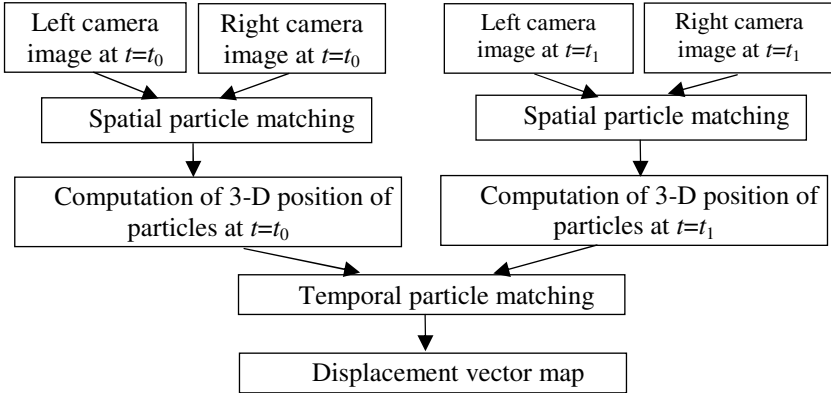 Left camera
image at t=t0
Right camera
image at t=t0
Left camera
image at t=t1
Right camera
image at t=t1
Spatial particle matching
Spatial particle matching
Computation of 3-D position of
particles at t=t0
Computation of 3-D position of
particles at t=t1
Temporal particle matching
Displacement vector map